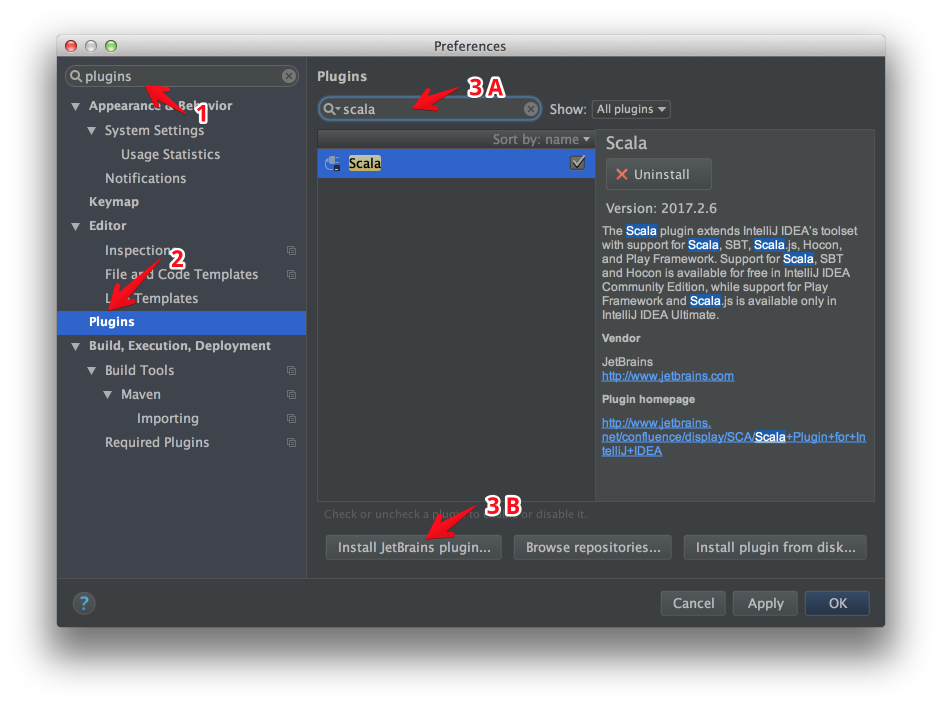 Preferences
plugins
1
Appearance & Behavior
System Settings
Usage Statistics
Notifications
Keymap
Editor
Inspections
2
File and Code Templates
Templates
Plugins
Build, Execution, Deployment
Build Tools
Maven
Importing
Required Plugins
Plugins
3 A
scala
Show: All plugins
Sort by: name
Scala
Scala
Uninstall
Version: 2017.2.6
The Scala plugin extends IntelliJ IDEA's toolset
with support for Scala, SBT, Scala.js, Hocon,
and Play Framework. Support for Scala, SBT
and Hocon is available for free in IntelliJ IDEA
Community Edition, while support for Play
Framework and Scala.js is available only in
IntelliJ IDEA Ultimate.
Vendor
JetBrains
http://www.jetbrains.com
Plugin homepage
http://www.jetbrains.
net/confluence/display/SCA/Scala+Plugin+for+In
telliJ+IDEA
3 B
Check or uncheck a plugin to or disable it.
Install JetBrains plugin...
Browse repositories...
Install plugin from disk...
?
Cancel
Apply
OK